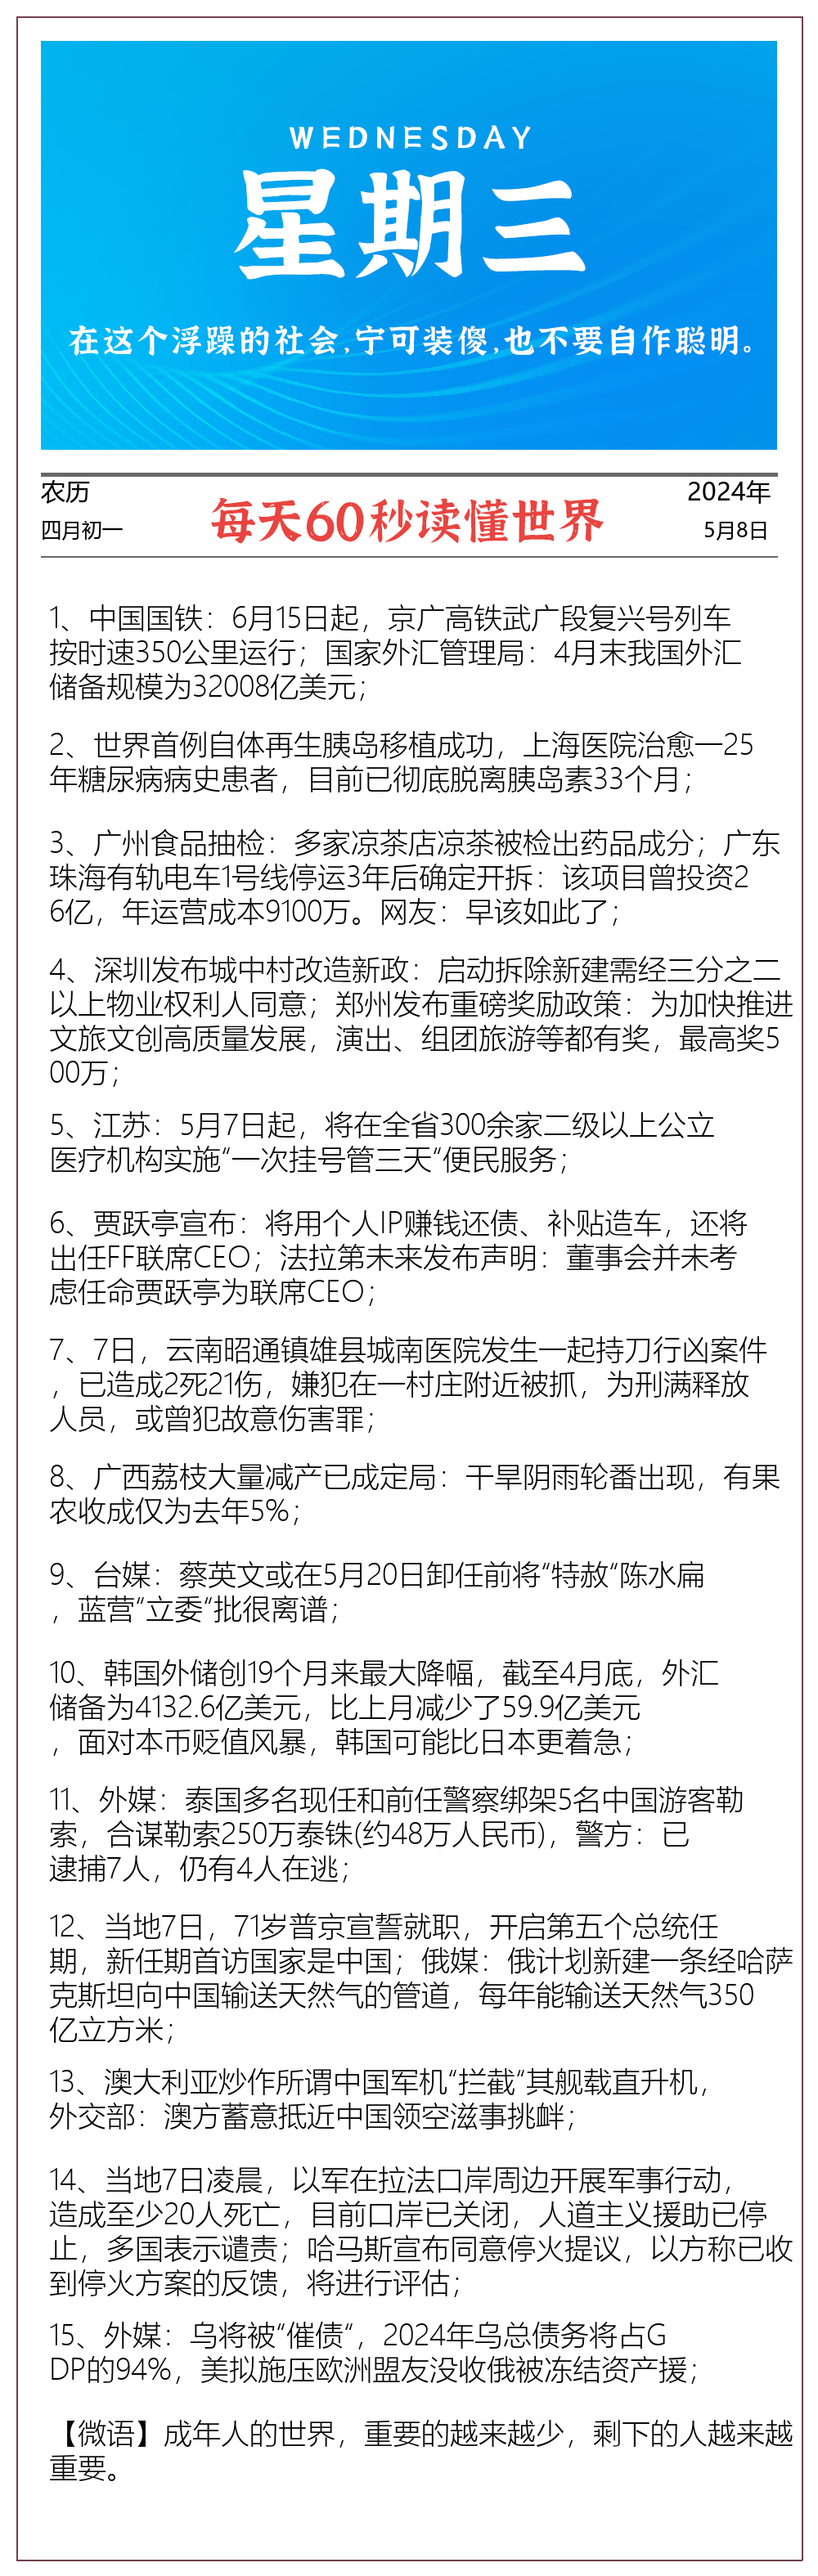 WEDNESDAY
星期三
在这个浮躁的社会,宁可装傻,也不要自作聪明。
农历
四月初一
每天60秒读懂世界
2024年
5月8日
1、中国国铁：6月15日起，京广高铁武广段复兴号列车
按时速350公里运行；国家外汇管理局：4月末我国外汇
储备规模为32008亿美元；
2、世界首例自体再生胰岛移植成功，上海医院治愈一25
年糖尿病病史患者，目前已彻底脱离胰岛素33个月；
3、广州食品抽检：多家凉茶店凉茶被检出药品成分；广东
珠海有轨电车1号线停运3年后确定开拆：该项目曾投资2
6亿，年运营成本9100万。网友：早该如此了；
4、深圳发布城中村改造新政：启动拆除新建需经三分之二
以上物业权利人同意；郑州发布重磅奖励政策：为加快推进
文旅文创高质量发展，演出、组团旅游等都有奖，最高奖5
00万；
5、江苏：5月7日起，将在全省300余家二级以上公立
医疗机构实施“一次挂号管三天“便民服务；
6、贾跃亭宣布：将用个人IP赚钱还债、补贴造车，还将
出任FF联席CEO；法拉第未来发布声明：董事会并未考
虑任命贾跃亭为联席CEO；
7、7日，云南昭通镇雄县城南医院发生一起持刀行凶案件
，已造成2死21伤，嫌犯在一村庄附近被抓，为刑满释放
人员，或曾犯故意伤害罪；
8、广西荔枝大量减产已成定局：干旱阴雨轮番出现，有果
农收成仅为去年5%；
9、台媒：蔡英文或在5月20日卸任前将“特赦“陈水扁
，蓝营“立委“批很离谱；
10、韩国外储创19个月来最大降幅，截至4月底，外汇
储备为4132.6亿美元，比上月减少了59.9亿美元
，面对本币贬值风暴，韩国可能比日本更着急；
11、外媒：泰国多名现任和前任警察绑架5名中国游客勒
索，合谋勒索250万泰铢(约48万人民币)，警方：已
逮捕7人，仍有4人在逃；
12、当地7日，71岁普京宣誓就职，开启第五个总统任
期，新任期首访国家是中国；俄媒：俄计划新建一条经哈萨
克斯坦向中国输送天然气的管道，每年能输送天然气350
亿立方米；
13、澳大利亚炒作所谓中国军机“拦截“其舰载直升机，
外交部：澳方蓄意抵近中国领空滋事挑衅；
14、当地7日凌晨，以军在拉法口岸周边开展军事行动，
造成至少20人死亡，目前口岸已关闭，人道主义援助已停
止，多国表示谴责；哈马斯宣布同意停火提议，以方称已收
到停火方案的反馈，将进行评估；
15、外媒：乌将被“催债“，2024年乌总债务将占G
DP的94%，美拟施压欧洲盟友没收俄被冻结资产援；
【微语】成年人的世界，重要的越来越少，剩下的人越来越
重要。